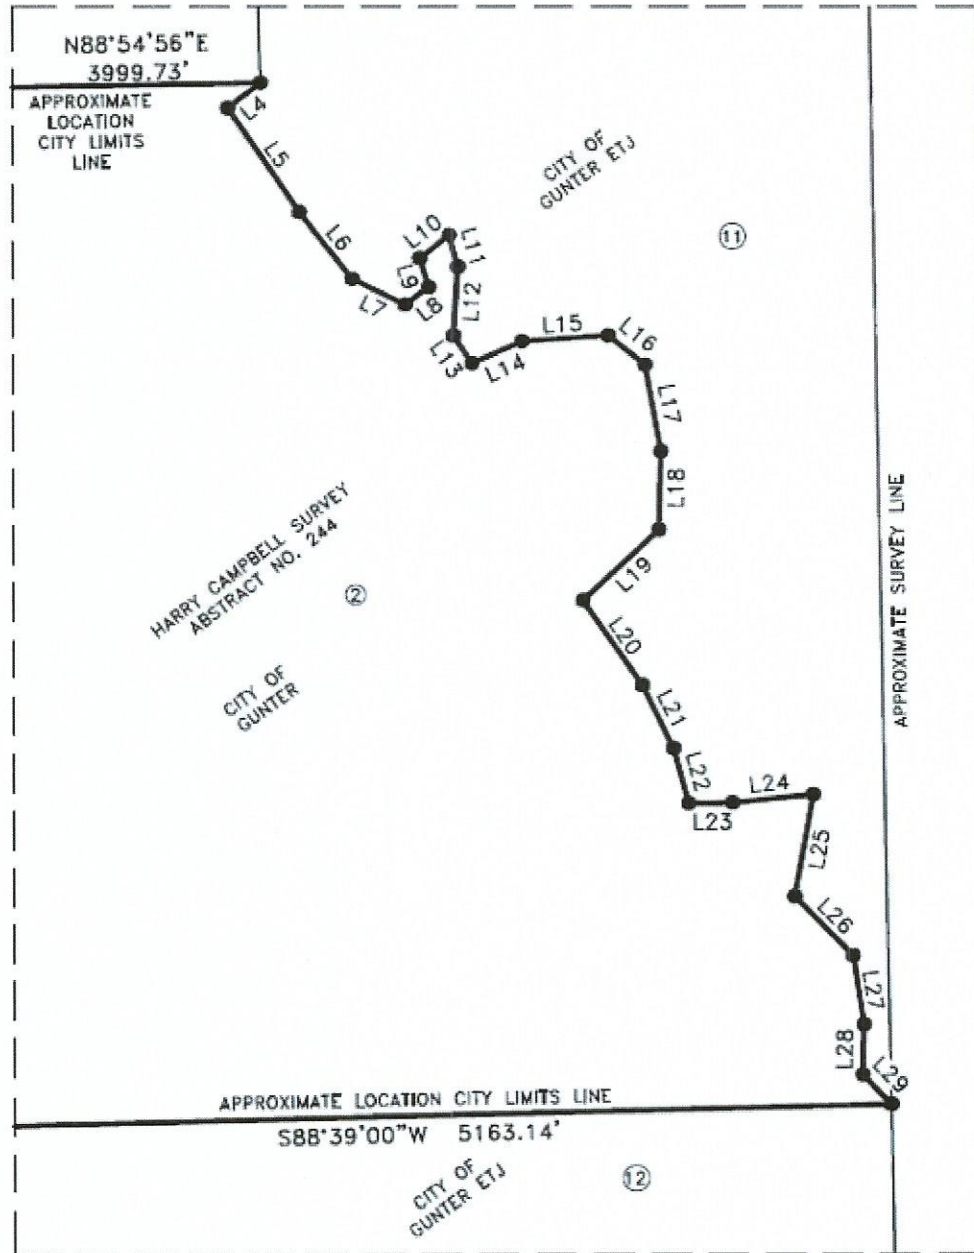 N88°54'56"E
3999.73'
APPROXIMATE
LOCATION
CITY LIMITS
LINE
L4
L5
L6
L7
L8
L9
L10
L11
L12
L13
L14
L15
L16
L17
L18
L19
L20
L21
L22
L23
L24
L25
L26
L27
L28
L29
CITY OF
GUNTER ETJ
11
HARRY CAMPBELL SURVEY
ABSTRACT NO. 244
2
CITY OF
GUNTER
APPROXIMATE SURVEY LINE
APPROXIMATE LOCATION CITY LIMITS LINE
S88°39'00"W 5163.14'
CITY OF
GUNTER ETJ
12